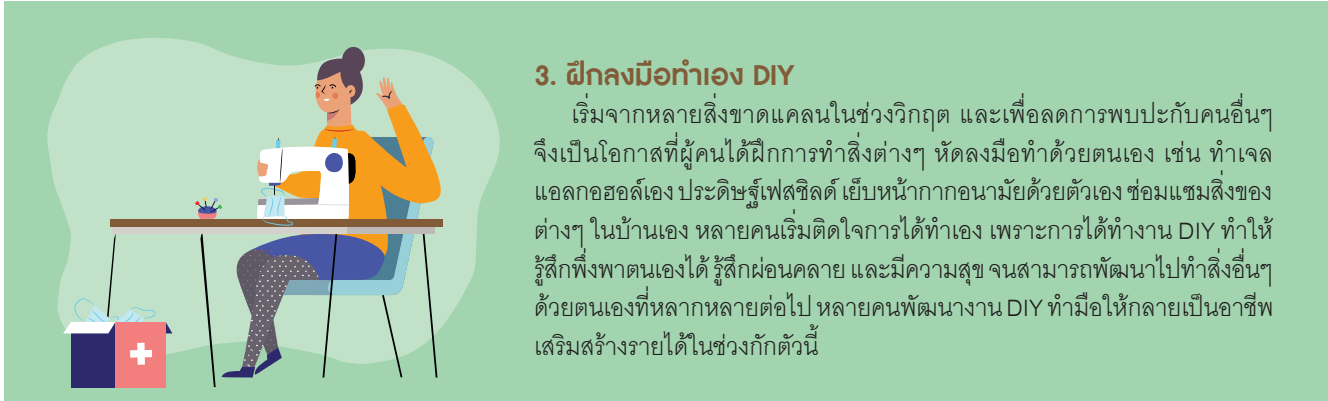 3. ฝึกลงมือทำเอง DIY
เริ่มจากหลายสิ่งขาดแคลนในช่วงวิกฤต และเพื่อลดการพบปะกับคนอื่นๆ
จึงเป็นโอกาสที่ผู้คนได้ฝึกการทำสิ่งต่างๆ หัดลงมือทำด้วยตนเอง เช่น ทำเจล
แอลกอฮอล์เอง ประดิษฐ์เฟสชิลด์ เย็บหน้ากากอนามัยด้วยตัวเอง ซ่อมแซมสิ่งของ
ต่างๆ ในบ้านเอง หลายคนเริ่มติดใจการได้ทำเอง เพราะการได้ทำงาน DIY ทำให้
รู้สึกพึ่งพาตนเองได้ รู้สึกผ่อนคลาย และมีความสุข จนสามารถพัฒนาไปทำสิ่งอื่นๆ
ด้วยตนเองที่หลากหลายต่อไป หลายคนพัฒนางาน DIY ทำมือให้กลายเป็นอาชีพ
เสริมสร้างรายได้ในช่วงกักตัวนี้